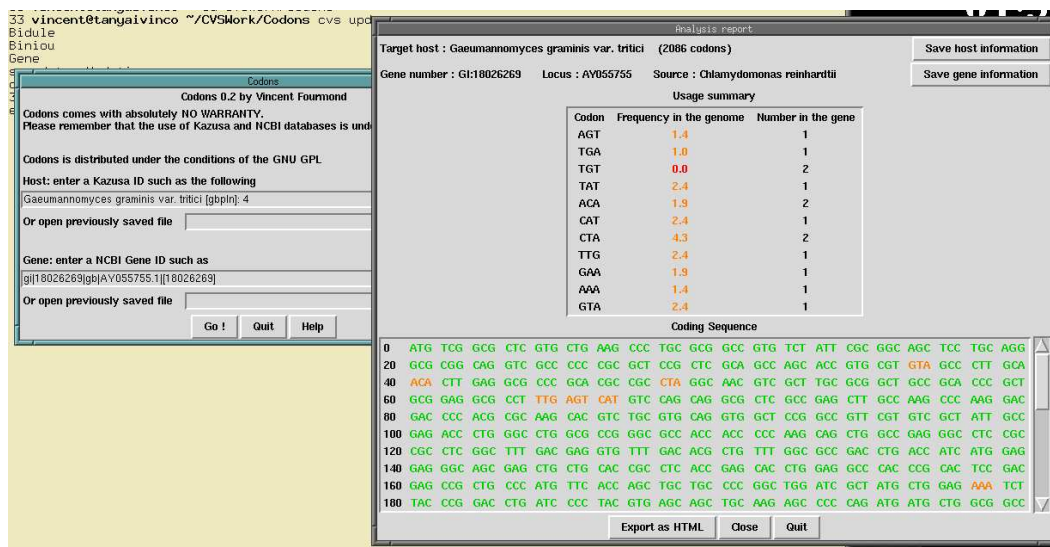 33 vincent@tanyaivinco ~/CVSWork/Codons cvs upd
Bidule
Biniou
Gene
Codons
Codons 0.2 by Vincent Fourmond
Codons comes with absolutely NO WARRANTY.
Please remember that the use of Kazusa and NCBI databases is und
Codons is distributed under the conditions of the GNU GPL
Host: enter a Kazusa ID such as the following
Gaeumannomyces graminis var. tritici [gbpln]: 4
Or open previously saved file
Gene: enter a NCBI Gene ID such as
gi|18026269|gb|AY055755.1|[18026269]
Or open previously saved file
Go ! Quit Help
Analysis report
Target host : Gaeumannomyces graminis var. tritici (2086 codons) Save host information
Gene number : GI:18026269 Locus : AY055755 Source : Chlamydomonas reinhardtii Save gene information
Usage summary
Codon Frequency in the genome Number in the gene
AGT 1.4 1
TGA 1.0 1
TGT 0.0 2
TAT 2.4 1
ACA 1.9 2
CAT 2.4 1
CTA 4.3 2
TTG 2.4 1
GAA 1.9 1
AAA 1.4 1
GTA 2.4 1
Coding Sequence
0 ATG TCG GCG CTC GTG CTG AAG CCC TGC GCG GCC GTG TCT ATT CGC GGC AGC TCC TGC AGG
20 GCG CGG CAG GTC GCC CCC CGC GCT CCG CTC GCA GCC AGC ACC GTG CGT GTA GCC CTT GCA
40 ACA CTT GAG GCG CCC GCA CGC CGC CTA GGC AAC GTC GCT TGC GCG GCT GCC GCA CCC GCT
60 GCG GAG GCG CCT TTG AGT CAT GTC CAG CAG GCG CTC GCC GAG CTT GCC AAG CCC AAG GAC
80 GAC CCC ACG CGC AAG CAC GTC TGC GTG CAG GTG GCT CCG GCC GTT CGT GTC GCT ATT GCC
100 GAG ACC CTG GGC CTG GCG CCG GGC GCC ACC ACC CCC AAG CAG CTG GCC GAG GGC CTC CGC
120 CGC CTC GGC TTT GAC GAG GTG TTT GAC ACG CTG TTT GGC GCC GAC CTG ACC ATC ATG GAG
140 GAG GGC AGC GAG CTG CTG CAC CGC CTC ACC GAG CAC CTG GAG GCC CAC CCG CAC TCC GAC
160 GAG CCG CTG CCC ATG TTC ACC AGC TGC TGC CCC GGC TGG ATC GCT ATG CTG GAG AAA TCT
180 TAC CCG GAC CTG ATC CCC TAC GTG AGC AGC TGC AAG AGC CCC CAG ATG ATG CTG GCG GCC
Export as HTML Close Quit